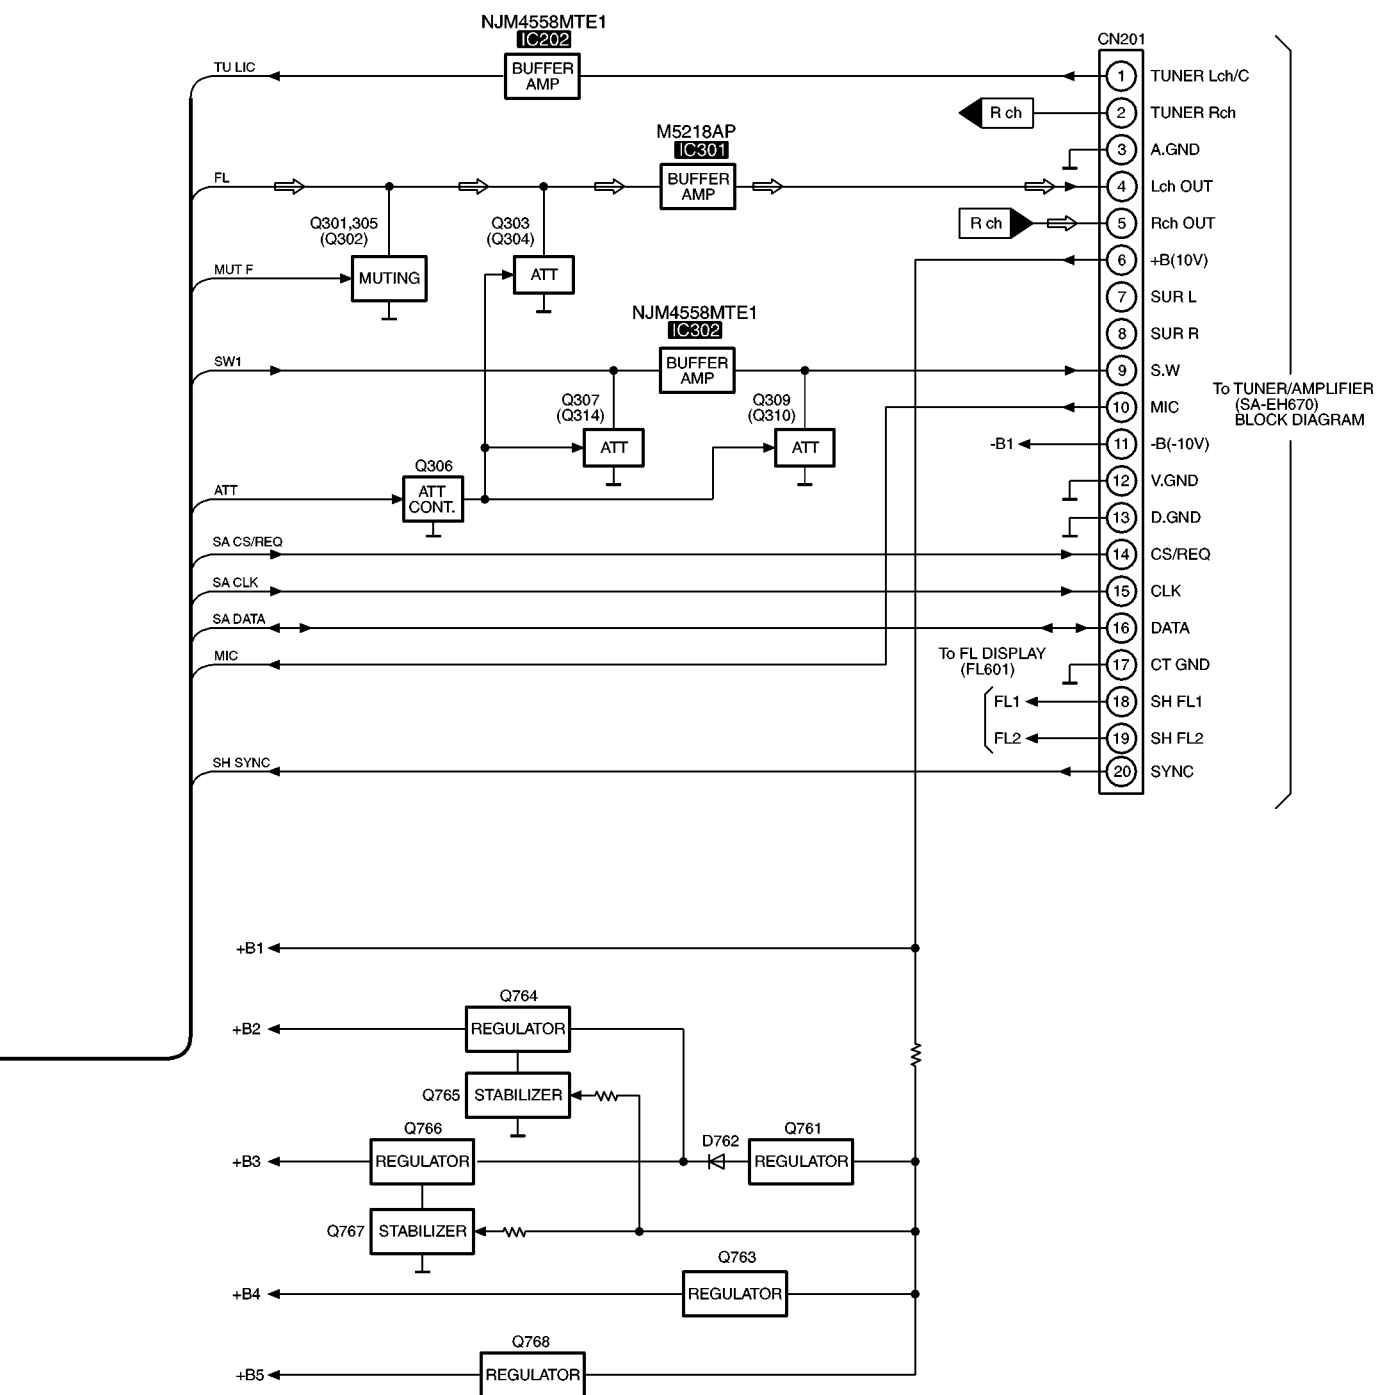 NJM4558MTE1
IC202
CN201
TU LIC
BUFFER
AMP
1 TUNER Lch/C
R ch
2 TUNER Rch
M5218AP
IC301
3 A.GND
FL
BUFFER
AMP
4 Lch OUT
Q301,305
(Q302)
Q303
(Q304)
R ch
5 Rch OUT
MUT F
MUTING
ATT
6 +B(10V)
7 SUR L
NJM4558MTE1
IC302
8 SUR R
SW1
BUFFER
AMP
9 S.W
To TUNER/AMPLIFIER
(SA-EH670)
BLOCK DIAGRAM
Q307
(Q314)
Q309
(Q310)
10 MIC
ATT
ATT
-B1
11 -B(-10V)
Q306
ATT
ATT
CONT.
12 V.GND
13 D.GND
SA CS/REQ
14 CS/REQ
SA CLK
15 CLK
SA DATA
16 DATA
MIC
To FL DISPLAY
(FL601)
17 CT GND
FL1
18 SH FL1
FL2
19 SH FL2
SH SYNC
20 SYNC
+B1
Q764
+B2
REGULATOR
Q765
STABILIZER
Q766
D762
Q761
+B3
REGULATOR
REGULATOR
Q767
STABILIZER
Q763
+B4
REGULATOR
Q768
+B5
REGULATOR